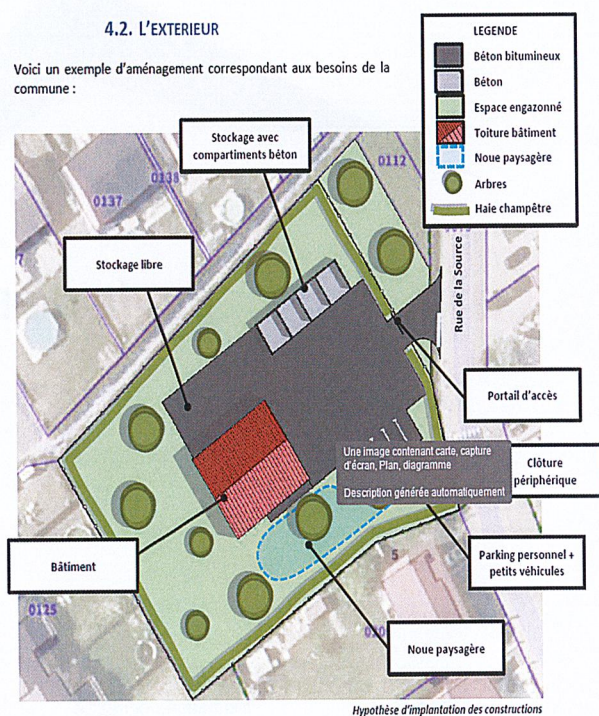 4.2. L'EXTERIEUR
Voici un exemple d'aménagement correspondant aux besoins de la
commune :
LEGENDE
Béton bitumineux
Béton
Espace engazonné
Toiture bâtiment
Noue paysagère
Arbres
Haie champêtre
Stockage avec
compartiments béton
0112
0138
0137
Stockage libre
Rue de la Source
Portail d'accès
Une image contenant carte, capture
d'écran, Plan, diagramme
Description générée automatiquement
Clôture
périphérique
Parking personnel +
petits véhicules
Bâtiment
5
0125
Noue paysagère
Hypothèse d'implantation des constructions